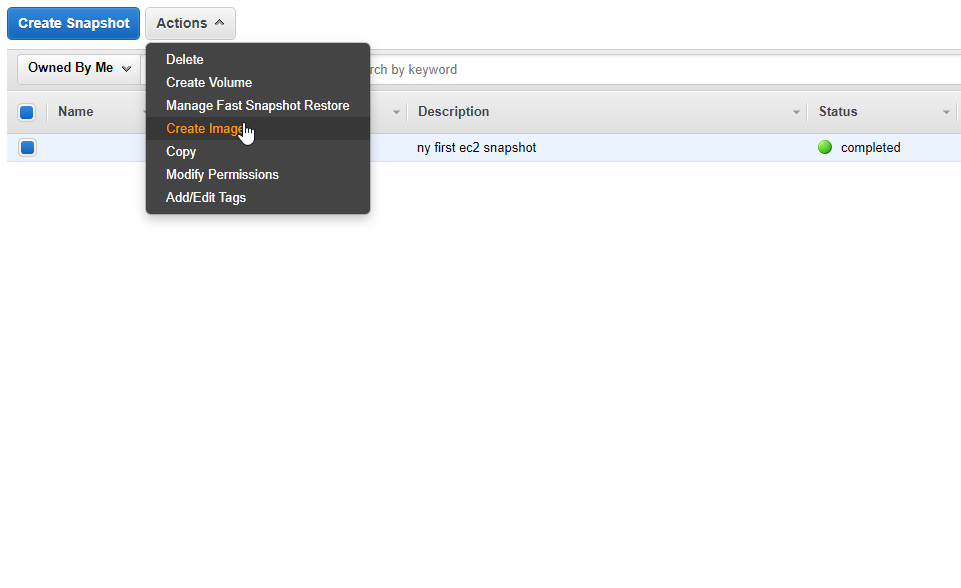 Create Snapshot Actions
Delete
Owned By Me
Create Volume
by keyword
Manage Fast Snapshot Restore
Name
Description
Status
Create Image
ny first ec2 snapshot
completed
Copy
Modify Permissions
Add/Edit Tags